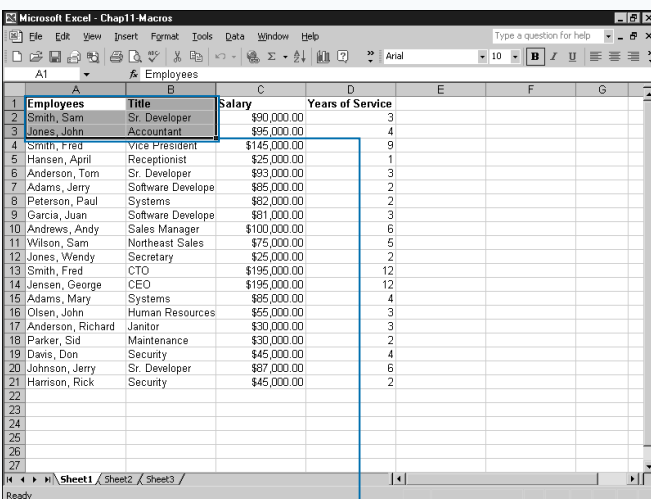 Microsoft Excel - Chap11-Macros
File Edit View Insert Format Tools Data Window Help Type a question for help
Arial 10 B I U
A1 fx Employees
A B C D E F G
1 Employees Title Salary Years of Service
2 Smith, Sam Sr. Developer $90,000.00 3
3 Jones, John Accountant $95,000.00 4
4 Smith, Fred Vice President $145,000.00 9
5 Hansen, April Receptionist $25,000.00 1
6 Anderson, Tom Sr. Developer $93,000.00 3
7 Adams, Jerry Software Develope $85,000.00 2
8 Peterson, Paul Systems $82,000.00 2
9 Garcia, Juan Software Develope $81,000.00 3
10 Andrews, Andy Sales Manager $100,000.00 6
11 Wilson, Sam Northeast Sales $75,000.00 5
12 Jones, Wendy Secretary $25,000.00 2
13 Smith, Fred CTO $195,000.00 12
14 Jensen, George CEO $195,000.00 12
15 Adams, Mary Systems $85,000.00 4
16 Olsen, John Human Resources $55,000.00 3
17 Anderson, Richard Janitor $30,000.00 3
18 Parker, Sid Maintenance $30,000.00 2
19 Davis, Don Security $45,000.00 4
20 Johnson, Jerry Sr. Developer $87,000.00 6
21 Harrison, Rick Security $45,000.00 2
22
23
24
25
26
27
Sheet1 Sheet2 Sheet3
Ready